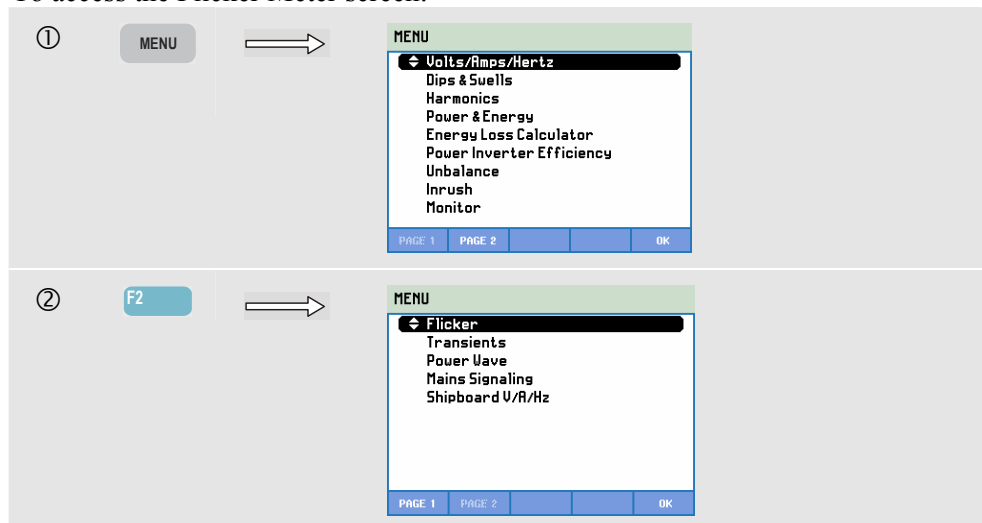 To access the Flicker Meter screen:
① MENU
MENU
Volts/Amps/Hertz
Dips & Swells
Harmonics
Power & Energy
Energy Loss Calculator
Power Inverter Efficiency
Unbalance
Inrush
Monitor
PAGE 1 PAGE 2 OK
② F2
MENU
Flicker
Transients
Power Wave
Mains Signaling
Shipboard V/A/Hz
PAGE 1 PAGE 2 OK